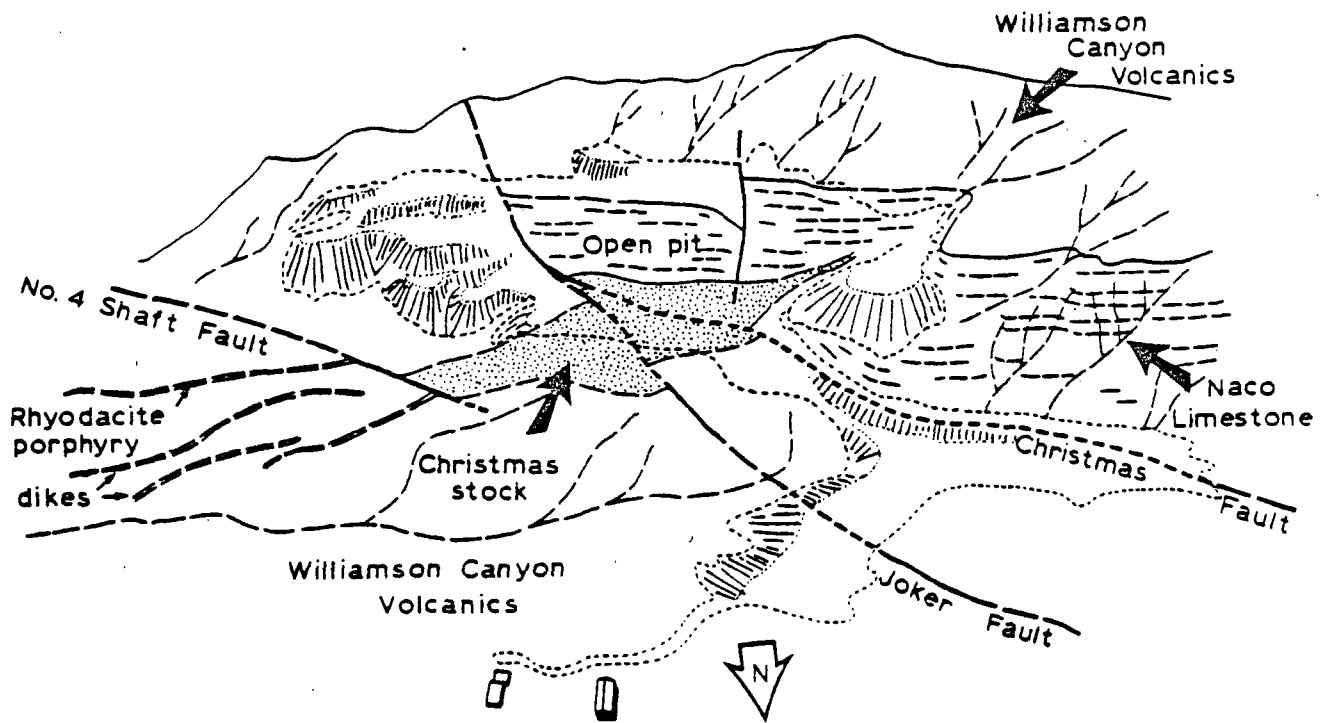 Williamson
Canyon
Volcanics
Open pit
No. 4 Shaft Fault
Rhyodacite
porphyry
dikes
Christmas
stock
Naco
Limestone
Christmas
Fault
Williamson Canyon
Volcanics
Joker
Fault
N